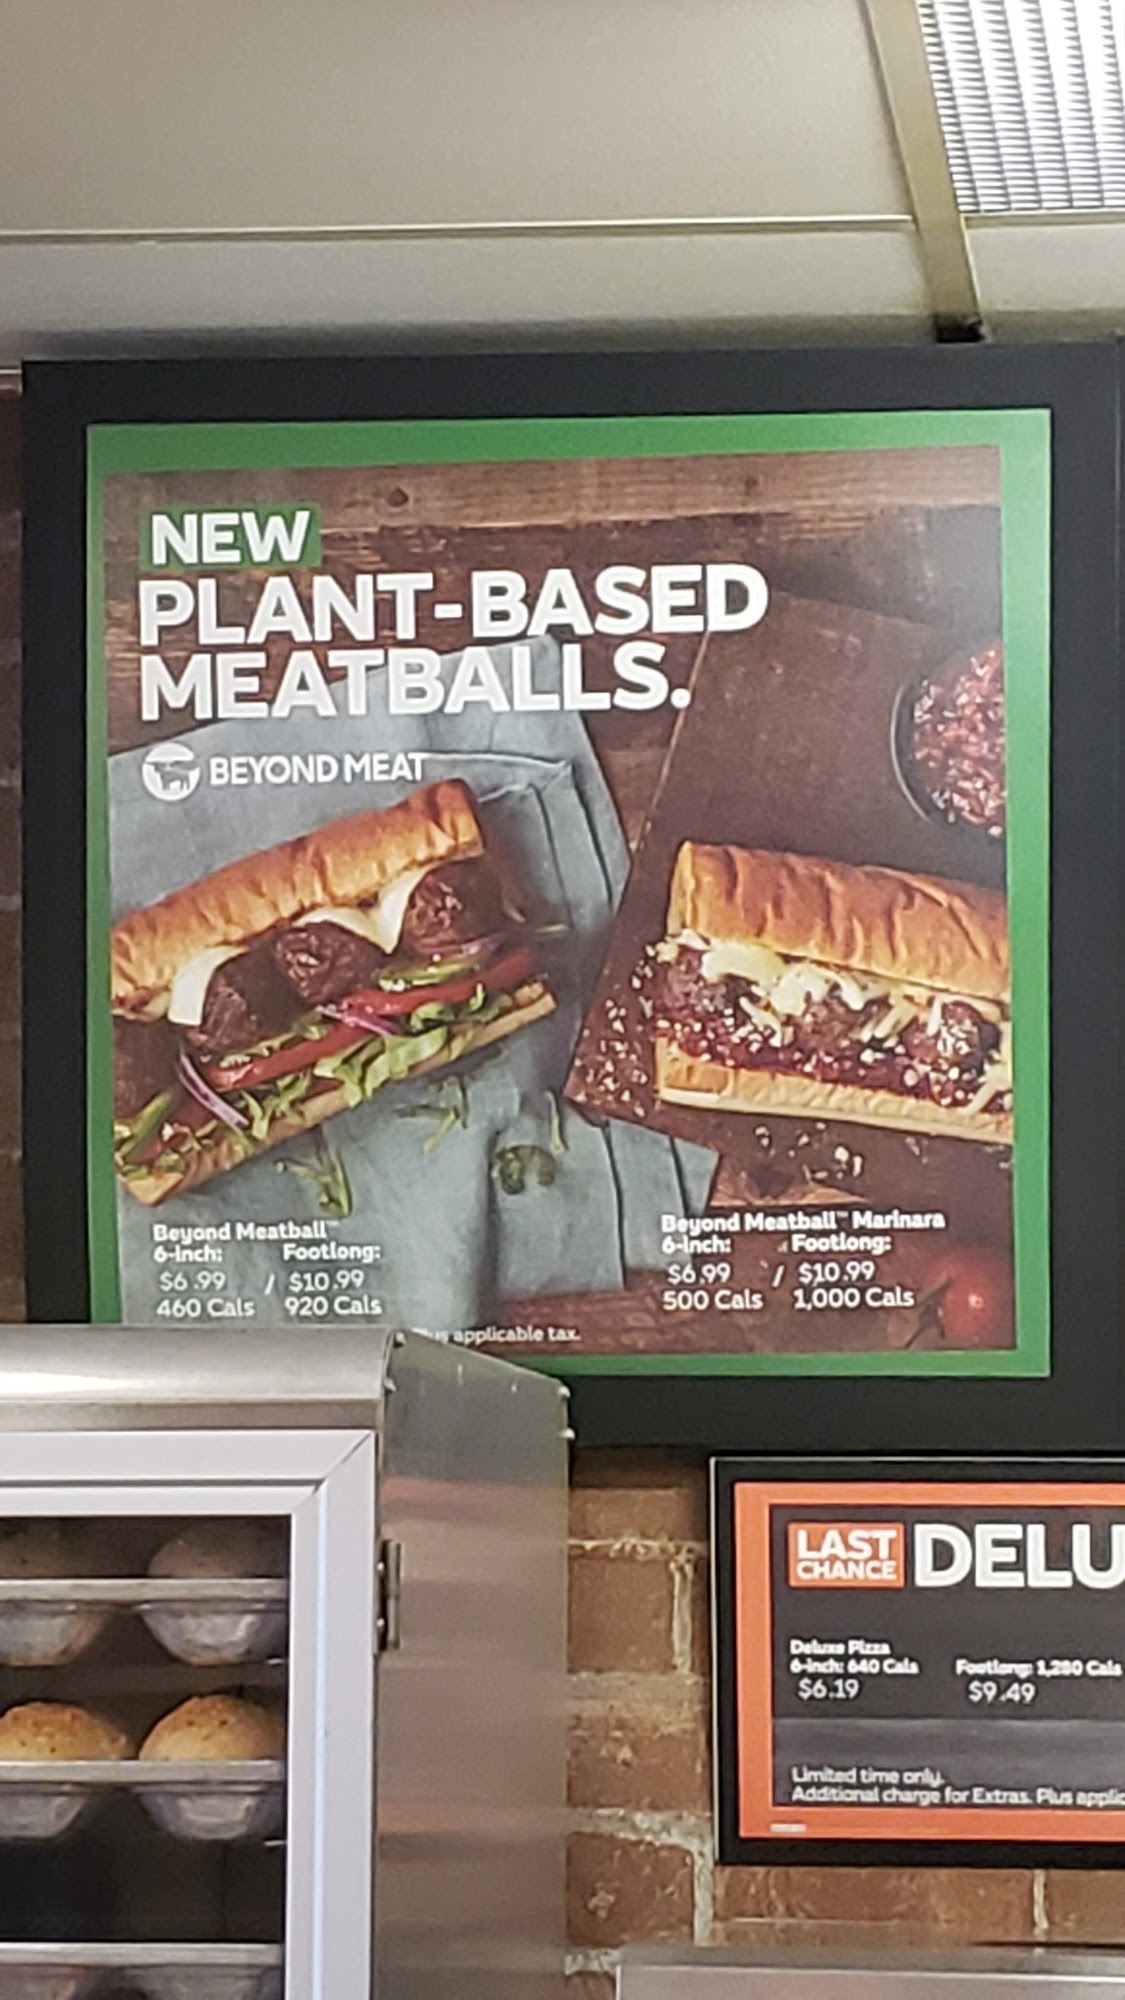 NEW
PLANT-BASED
MEATBALLS.
BEYOND MEAT
Beyond Meatball™
6-inch: Footlong:
$6.99 / $10.99
460 Cals 920 Cals
Beyond Meatball™ Marinara
6-inch: Footlong:
$6.99 / $10.99
500 Cals 1,000 Cals
applicable tax.
LAST
CHANCE
DELU
Deluxe Pizza
6-inch: 640 Cals Footlong: 1,280 Cals
$6.19 $9.49
Limited time only.
Additional charge for Extras. Plus applic